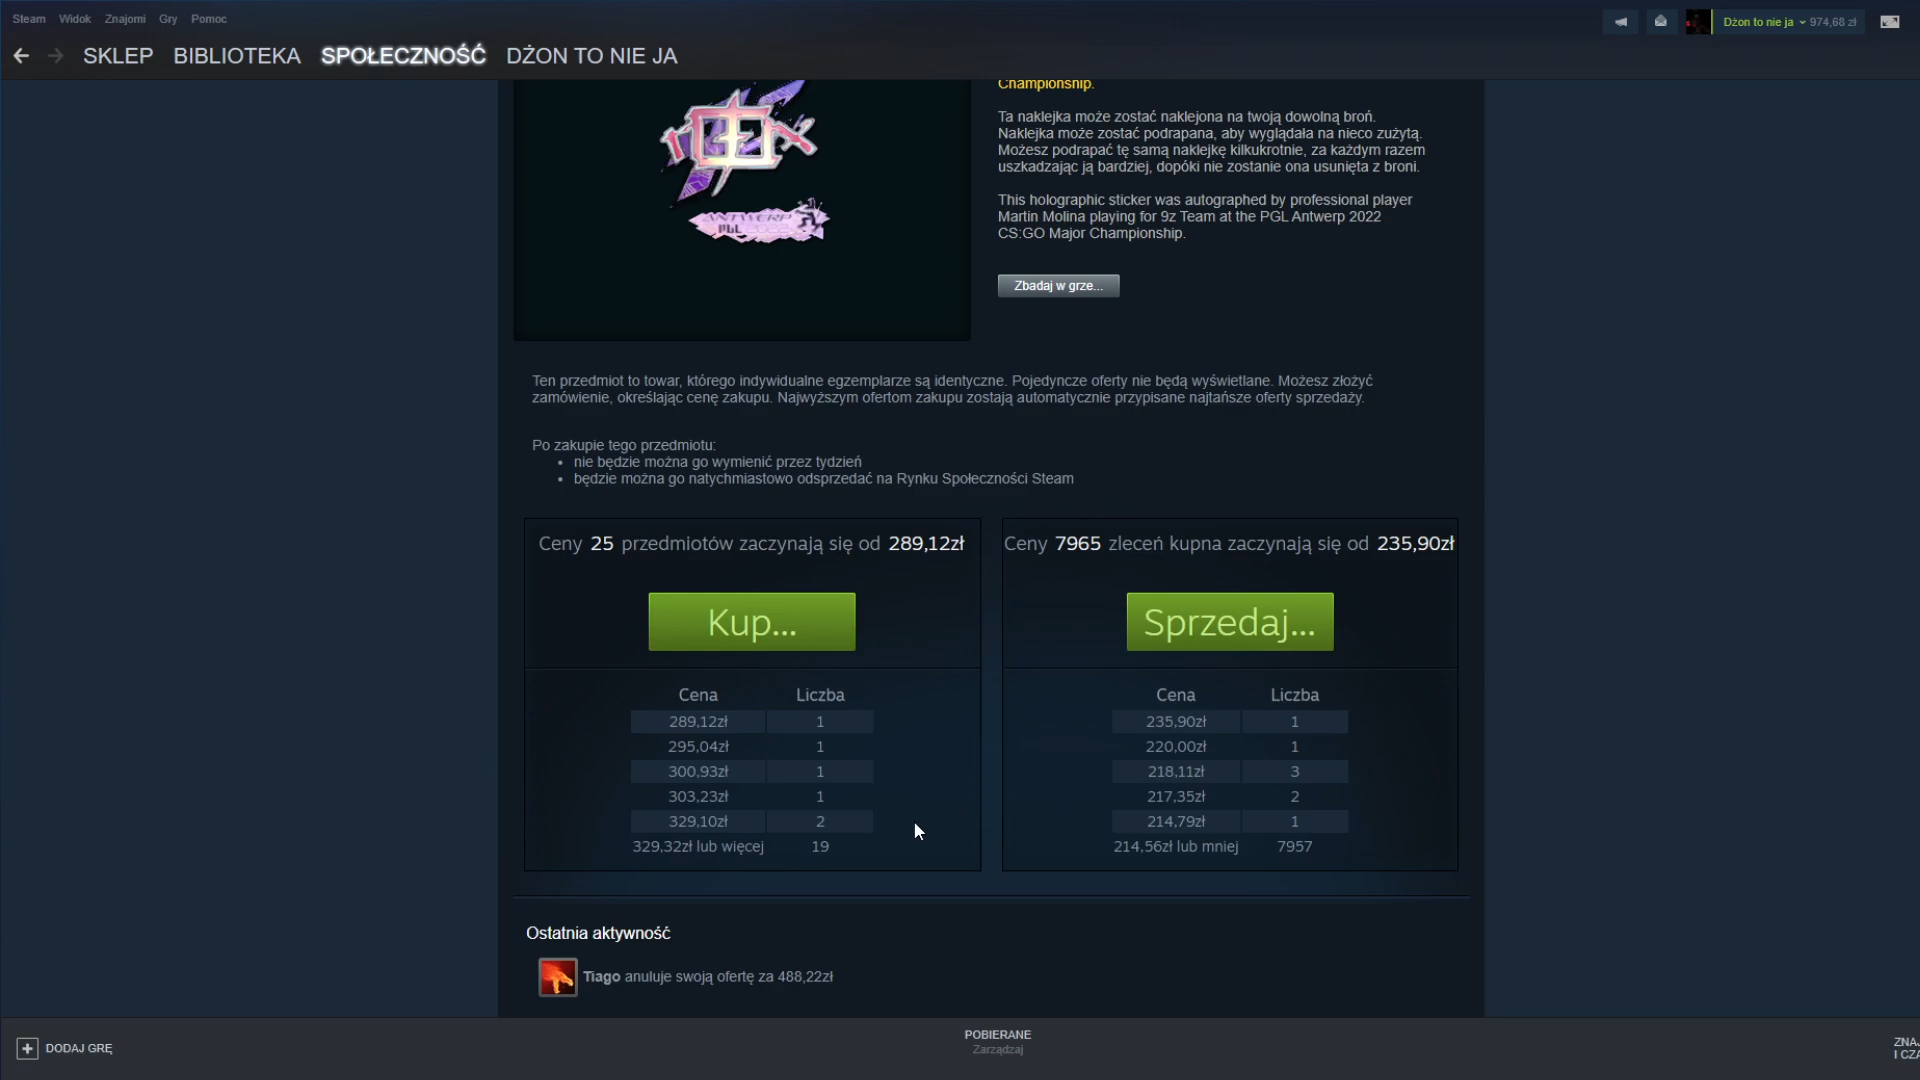 Steam Widok Znajomi Gry Pomoc
Dżon to nie ja 974,68 zł
SKLEP BIBLIOTEKA SPOŁECZNOŚĆ DŻON TO NIE JA
Championship.
Ta naklejka może zostać naklejona na twoją dowolną broń.
Naklejka może zostać podrapana, aby wyglądała na nieco zużytą.
Możesz podrapać tę samą naklejkę kilkukrotnie, za każdym razem
uszkadzając ją bardziej, dopóki nie zostanie ona usunięta z broni.
This holographic sticker was autographed by professional player
Martin Molina playing for 9z Team at the PGL Antwerp 2022
CS:GO Major Championship.
ANTWERP
PGL 2022
Zbadaj w grze...
Ten przedmiot to towar, którego indywidualne egzemplarze są identyczne. Pojedyncze oferty nie będą wyświetlane. Możesz złożyć
zamówienie, określając cenę zakupu. Najwyższym ofertom zakupu zostają automatycznie przypisane najtańsze oferty sprzedaży.
Po zakupie tego przedmiotu:
• nie będzie można go wymienić przez tydzień
• będzie można go natychmiastowo odsprzedać na Rynku Społeczności Steam
Ceny 25 przedmiotów zaczynają się od 289,12zł
Kup...
Cena Liczba
289,12zł 1
295,04zł 1
300,93zł 1
303,23zł 1
329,10zł 2
329,32zł lub więcej 19
Ceny 7965 zleceń kupna zaczynają się od 235,90zł
Sprzedaj...
Cena Liczba
235,90zł 1
220,00zł 1
218,11zł 3
217,35zł 2
214,79zł 1
214,56zł lub mniej 7957
Ostatnia aktywność
Tiago anuluje swoją ofertę za 488,22zł
DODAJ GRĘ
POBIERANE
Zarządzaj
ZNAJ
I CZA